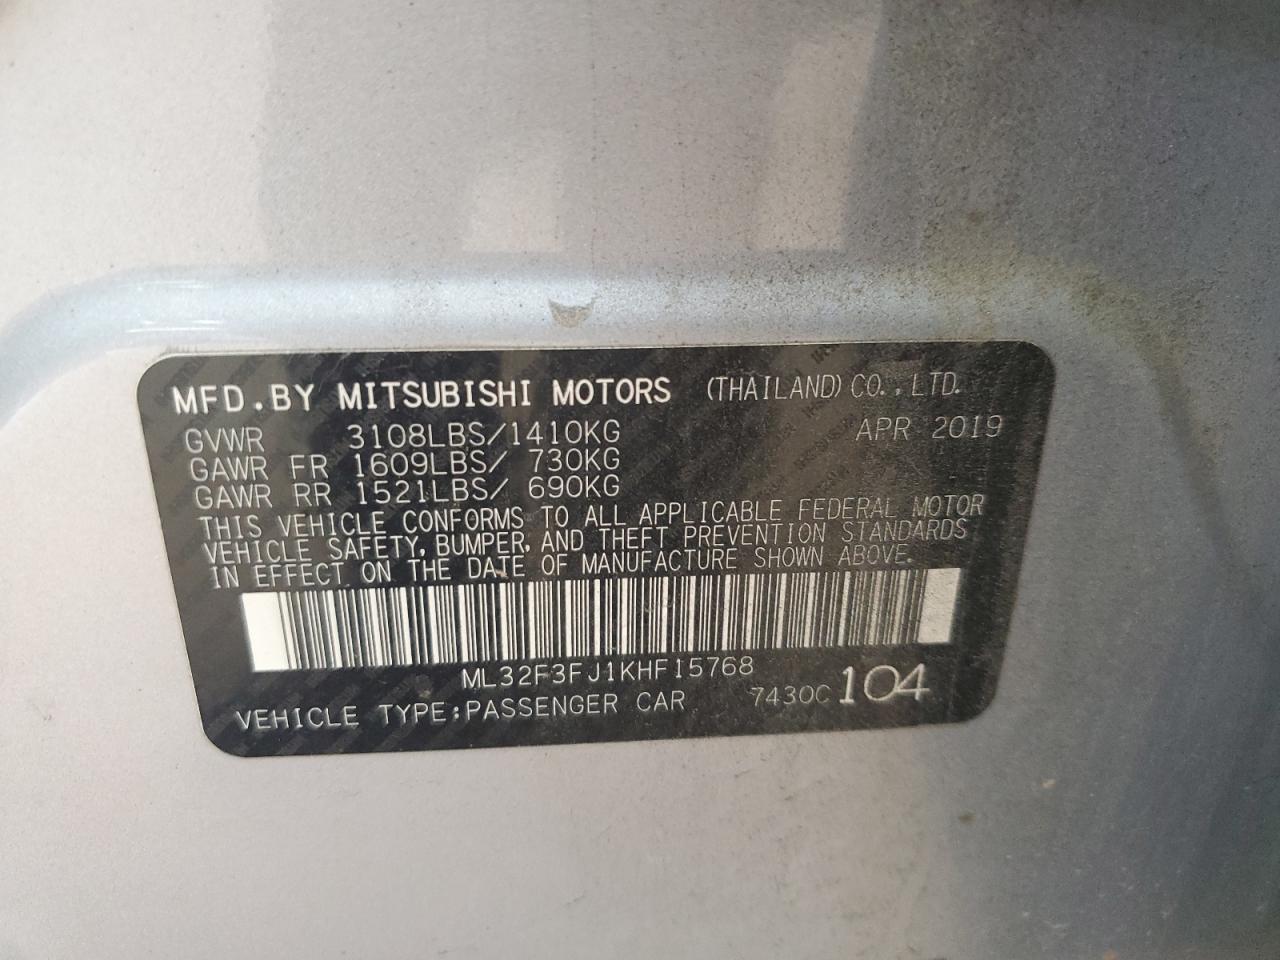 MFD.BY MITSUBISHI MOTORS (THAILAND) CO.,LTD.
GVWR 3108LBS/1410KG APR 2019
GAWR FR 1609LBS/ 730KG
GAWR RR 1521LBS/ 690KG
THIS VEHICLE CONFORMS TO ALL APPLICABLE FEDERAL MOTOR
VEHICLE SAFETY, BUMPER, AND THEFT PREVENTION STANDARDS
IN EFFECT ON THE DATE OF MANUFACTURE SHOWN ABOVE.
ML32F3FJ1KHF15768
VEHICLE TYPE:PASSENGER CAR 7430C 104